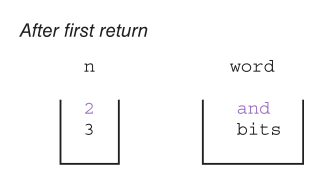 After first return
n word
2 and
3 bits